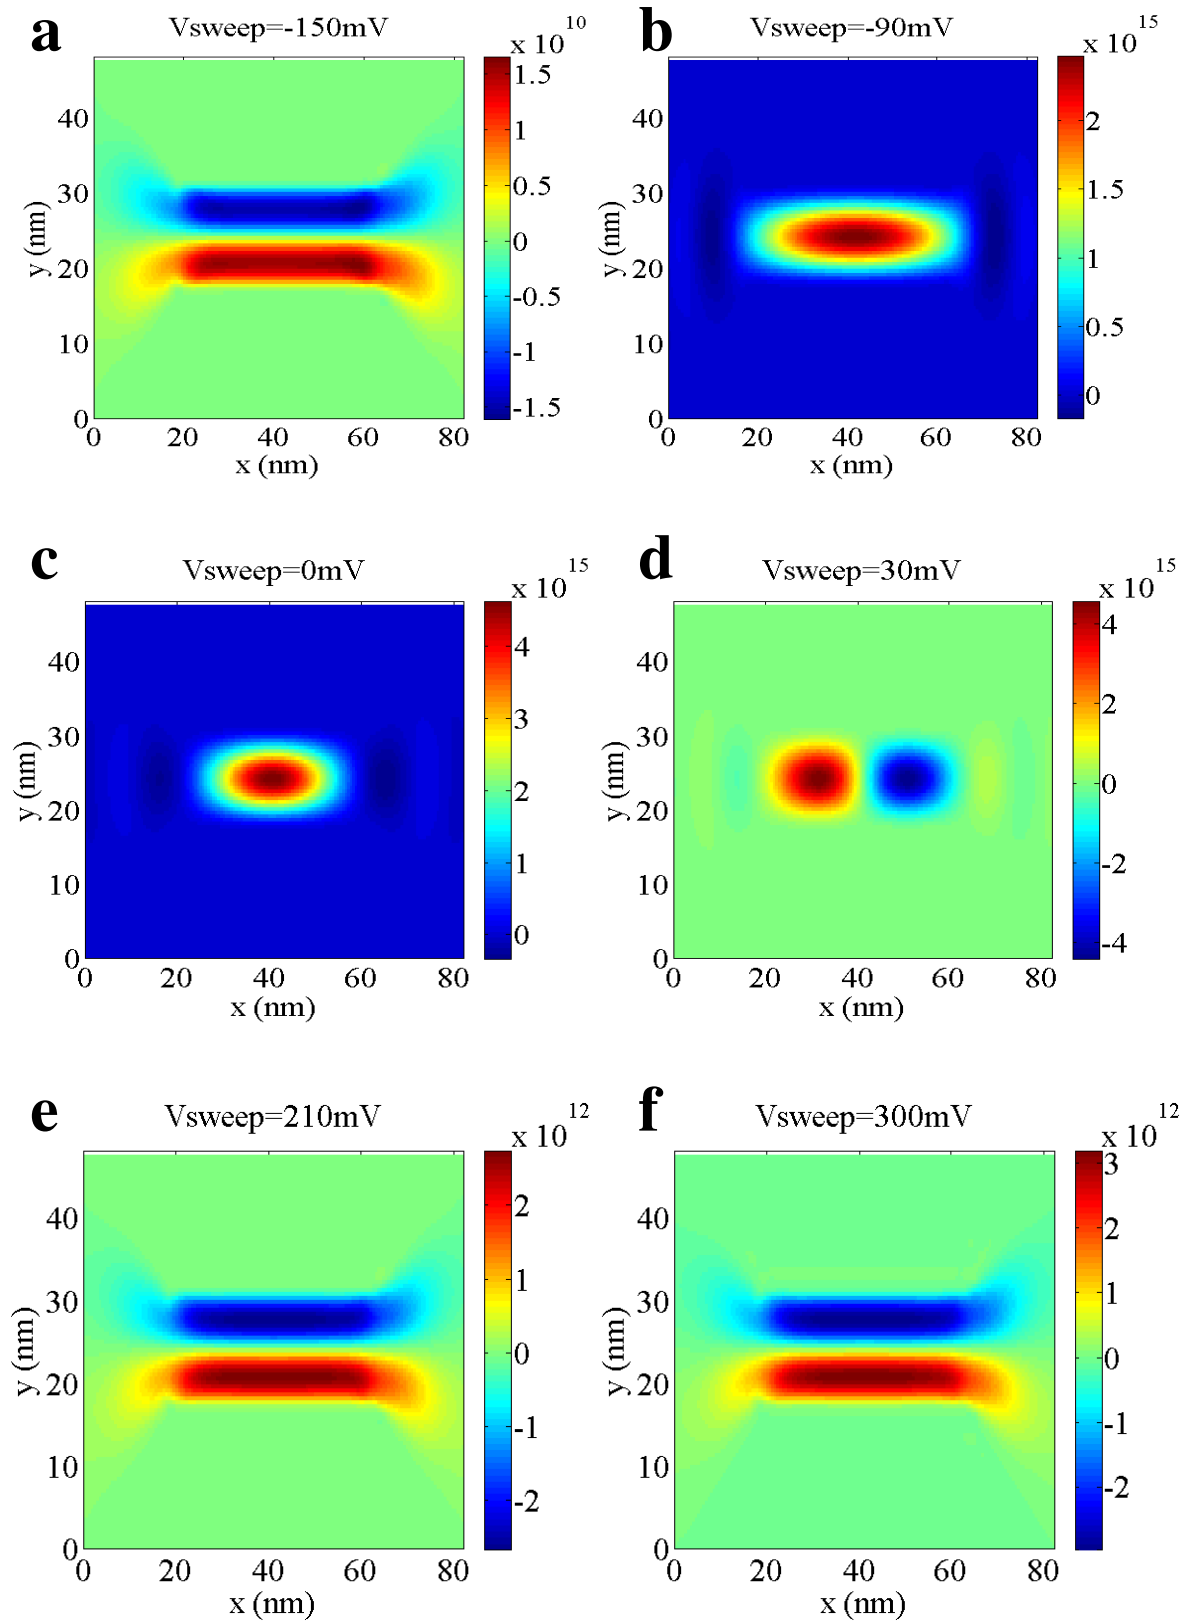 a Vsweep=-150mV x 10^10
1.5
1
0.5
0
-0.5
-1
-1.5
40
30
20
10
0
y (nm)
0 20 40 60 80
x (nm)
b Vsweep=-90mV x 10^15
2
1.5
1
0.5
0
40
30
20
10
0
y (nm)
0 20 40 60 80
x (nm)
c Vsweep=0mV x 10^15
4
3
2
1
0
40
30
20
10
0
y (nm)
0 20 40 60 80
x (nm)
d Vsweep=30mV x 10^15
4
2
0
-2
-4
40
30
20
10
0
y (nm)
0 20 40 60 80
x (nm)
e Vsweep=210mV x 10^12
2
1
0
-1
-2
40
30
20
10
0
y (nm)
0 20 40 60 80
x (nm)
f Vsweep=300mV x 10^12
3
2
1
0
-1
-2
40
30
20
10
0
y (nm)
0 20 40 60 80
x (nm)